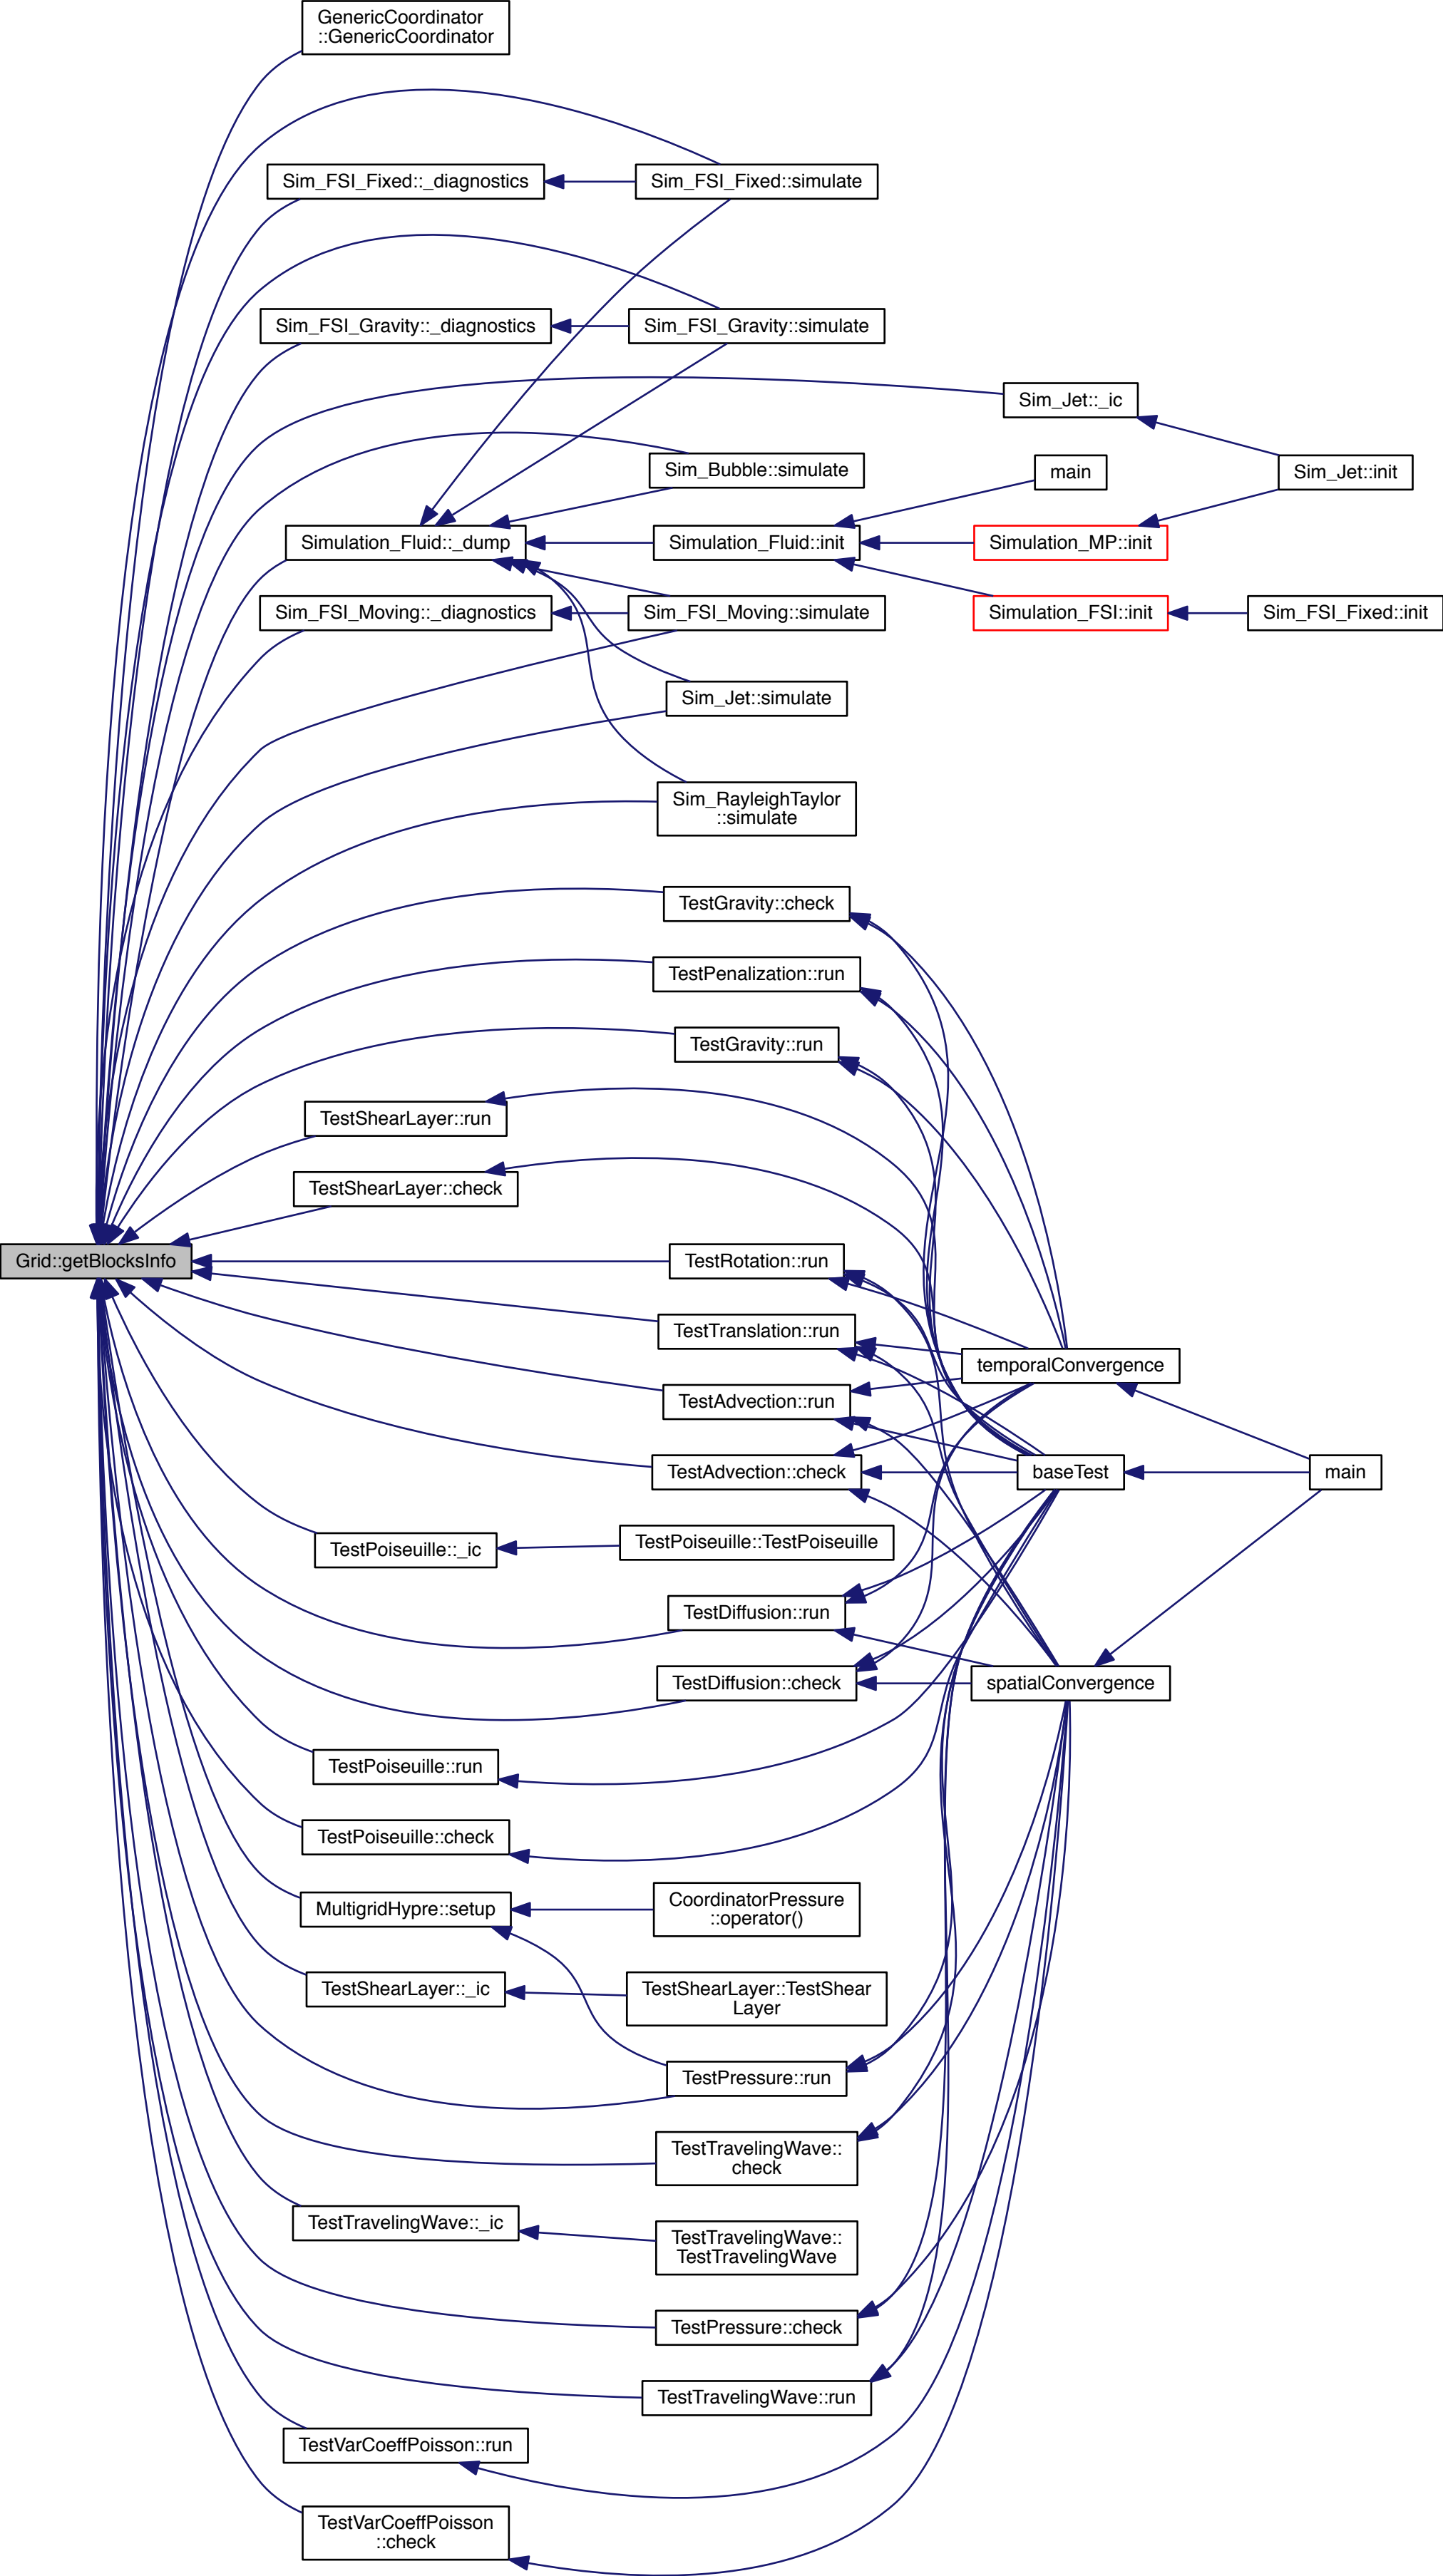 GenericCoordinator
::GenericCoordinator
Sim_FSI_Fixed::_diagnostics
Sim_FSI_Fixed::simulate
Sim_FSI_Gravity::_diagnostics
Sim_FSI_Gravity::simulate
Sim_Jet::_ic
Sim_Bubble::simulate
main
Sim_Jet::init
Simulation_Fluid::_dump
Simulation_Fluid::init
Simulation_MP::init
Sim_FSI_Moving::_diagnostics
Sim_FSI_Moving::simulate
Simulation_FSI::init
Sim_FSI_Fixed::init
Sim_Jet::simulate
Sim_RayleighTaylor
::simulate
TestGravity::check
TestPenalization::run
TestGravity::run
TestShearLayer::run
TestShearLayer::check
Grid::getBlocksInfo
TestRotation::run
TestTranslation::run
temporalConvergence
TestAdvection::run
TestAdvection::check
baseTest
main
TestPoiseuille::_ic
TestPoiseuille::TestPoiseuille
TestDiffusion::run
TestDiffusion::check
spatialConvergence
TestPoiseuille::run
TestPoiseuille::check
MultigridHypre::setup
CoordinatorPressure
::operator()
TestShearLayer::_ic
TestShearLayer::TestShear
Layer
TestPressure::run
TestTravelingWave::
check
TestTravelingWave::_ic
TestTravelingWave::
TestTravelingWave
TestPressure::check
TestTravelingWave::run
TestVarCoeffPoisson::run
TestVarCoeffPoisson
::check